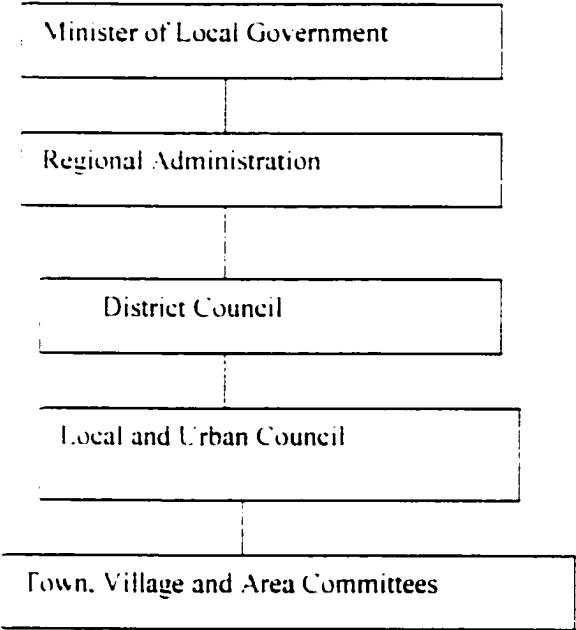 Minister of Local Government
Regional Administration
District Council
Local and Urban Council
Town, Village and Area Committees